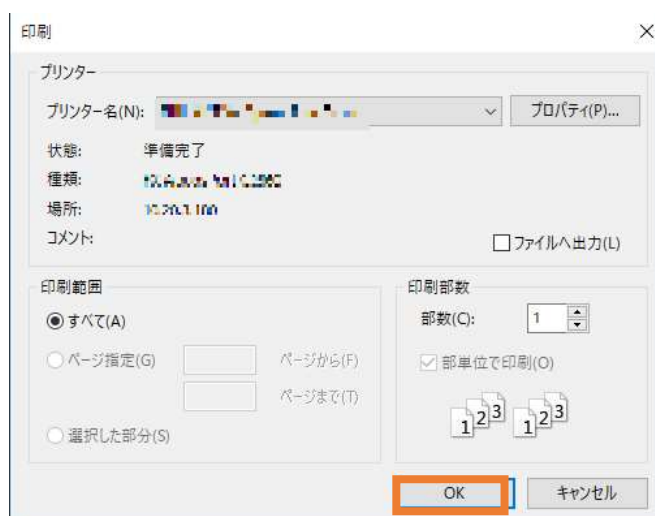 印刷
プリンター
プリンター名(N):
プロパティ(P)...
状態: 準備完了
種類:
場所:
コメント:
ファイルへ出力(L)
印刷範囲
すべて(A)
ページ指定(G) ページから(F)
ページまで(T)
選択した部分(S)
印刷部数
部数(C): 1
部単位で印刷(O)
1 2 3 1 2 3
OK キャンセル